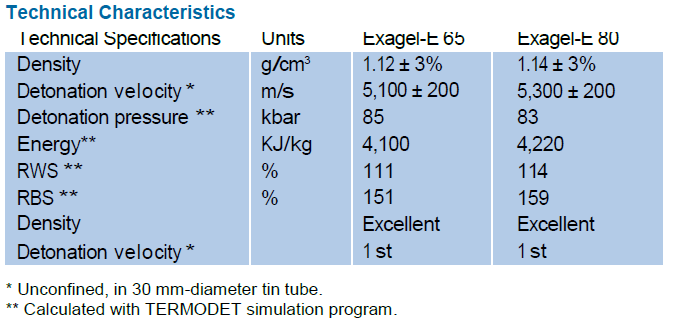 Technical Characteristics
Technical Specifications Units Exagel-E 65 Exagel-E 80
Density g/cm³ 1.12 ± 3% 1.14 ± 3%
Detonation velocity * m/s 5,100 ± 200 5,300 ± 200
Detonation pressure ** kbar 85 83
Energy** KJ/kg 4,100 4,220
RWS ** % 111 114
RBS ** % 151 159
Density Excellent Excellent
Detonation velocity * 1 st 1 st
* Unconfined, in 30 mm-diameter tin tube.
** Calculated with TERMODET simulation program.